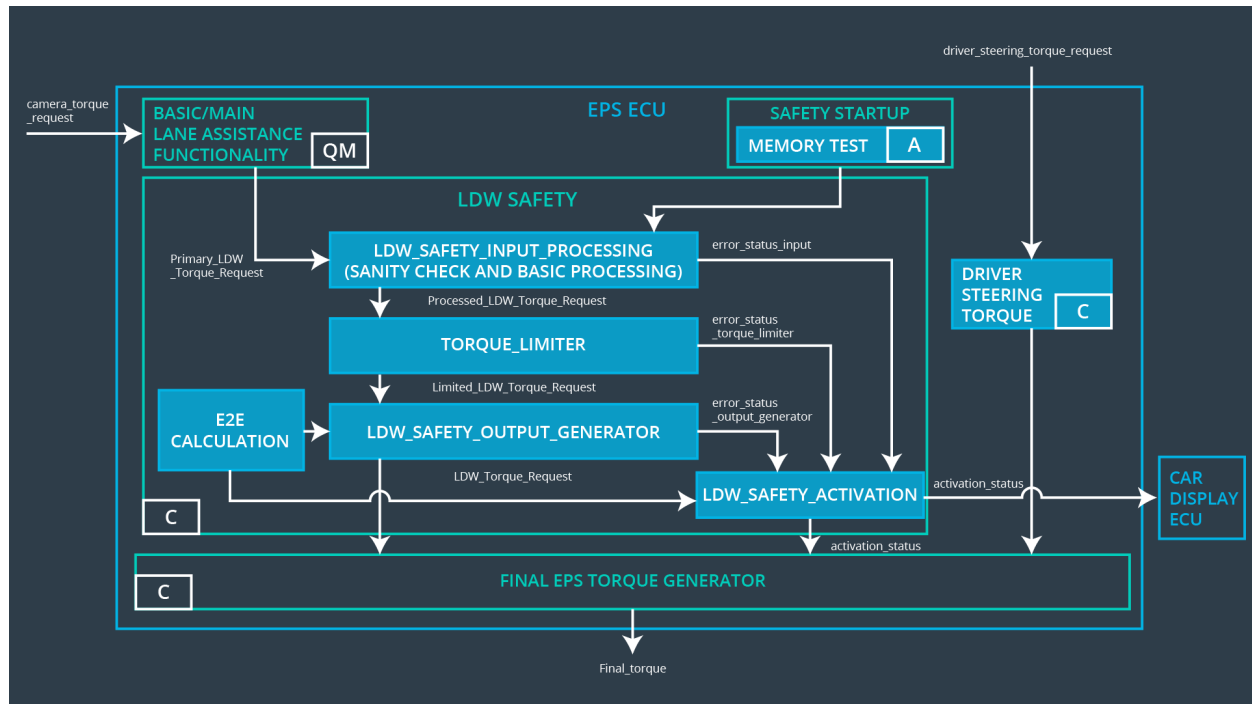 driver_steering_torque_request
camera_torque
_request
BASIC/MAIN
LANE ASSISTANCE
FUNCTIONALITY
QM
EPS ECU
SAFETY STARTUP
MEMORY TEST
A
LDW SAFETY
Primary_LDW
_Torque_Request
LDW_SAFETY_INPUT_PROCESSING
(SANITY CHECK AND BASIC PROCESSING)
error_status_input
DRIVER
STEERING
TORQUE
C
Processed_LDW_Torque_Request
TORQUE_LIMITER
error_status
_torque_limiter
Limited_LDW_Torque_Request
E2E
CALCULATION
LDW_SAFETY_OUTPUT_GENERATOR
error_status
_output_generator
LDW_Torque_Request
LDW_SAFETY_ACTIVATION
activation_status
CAR
DISPLAY
ECU
C
activation_status
FINAL EPS TORQUE GENERATOR
C
Final_torque